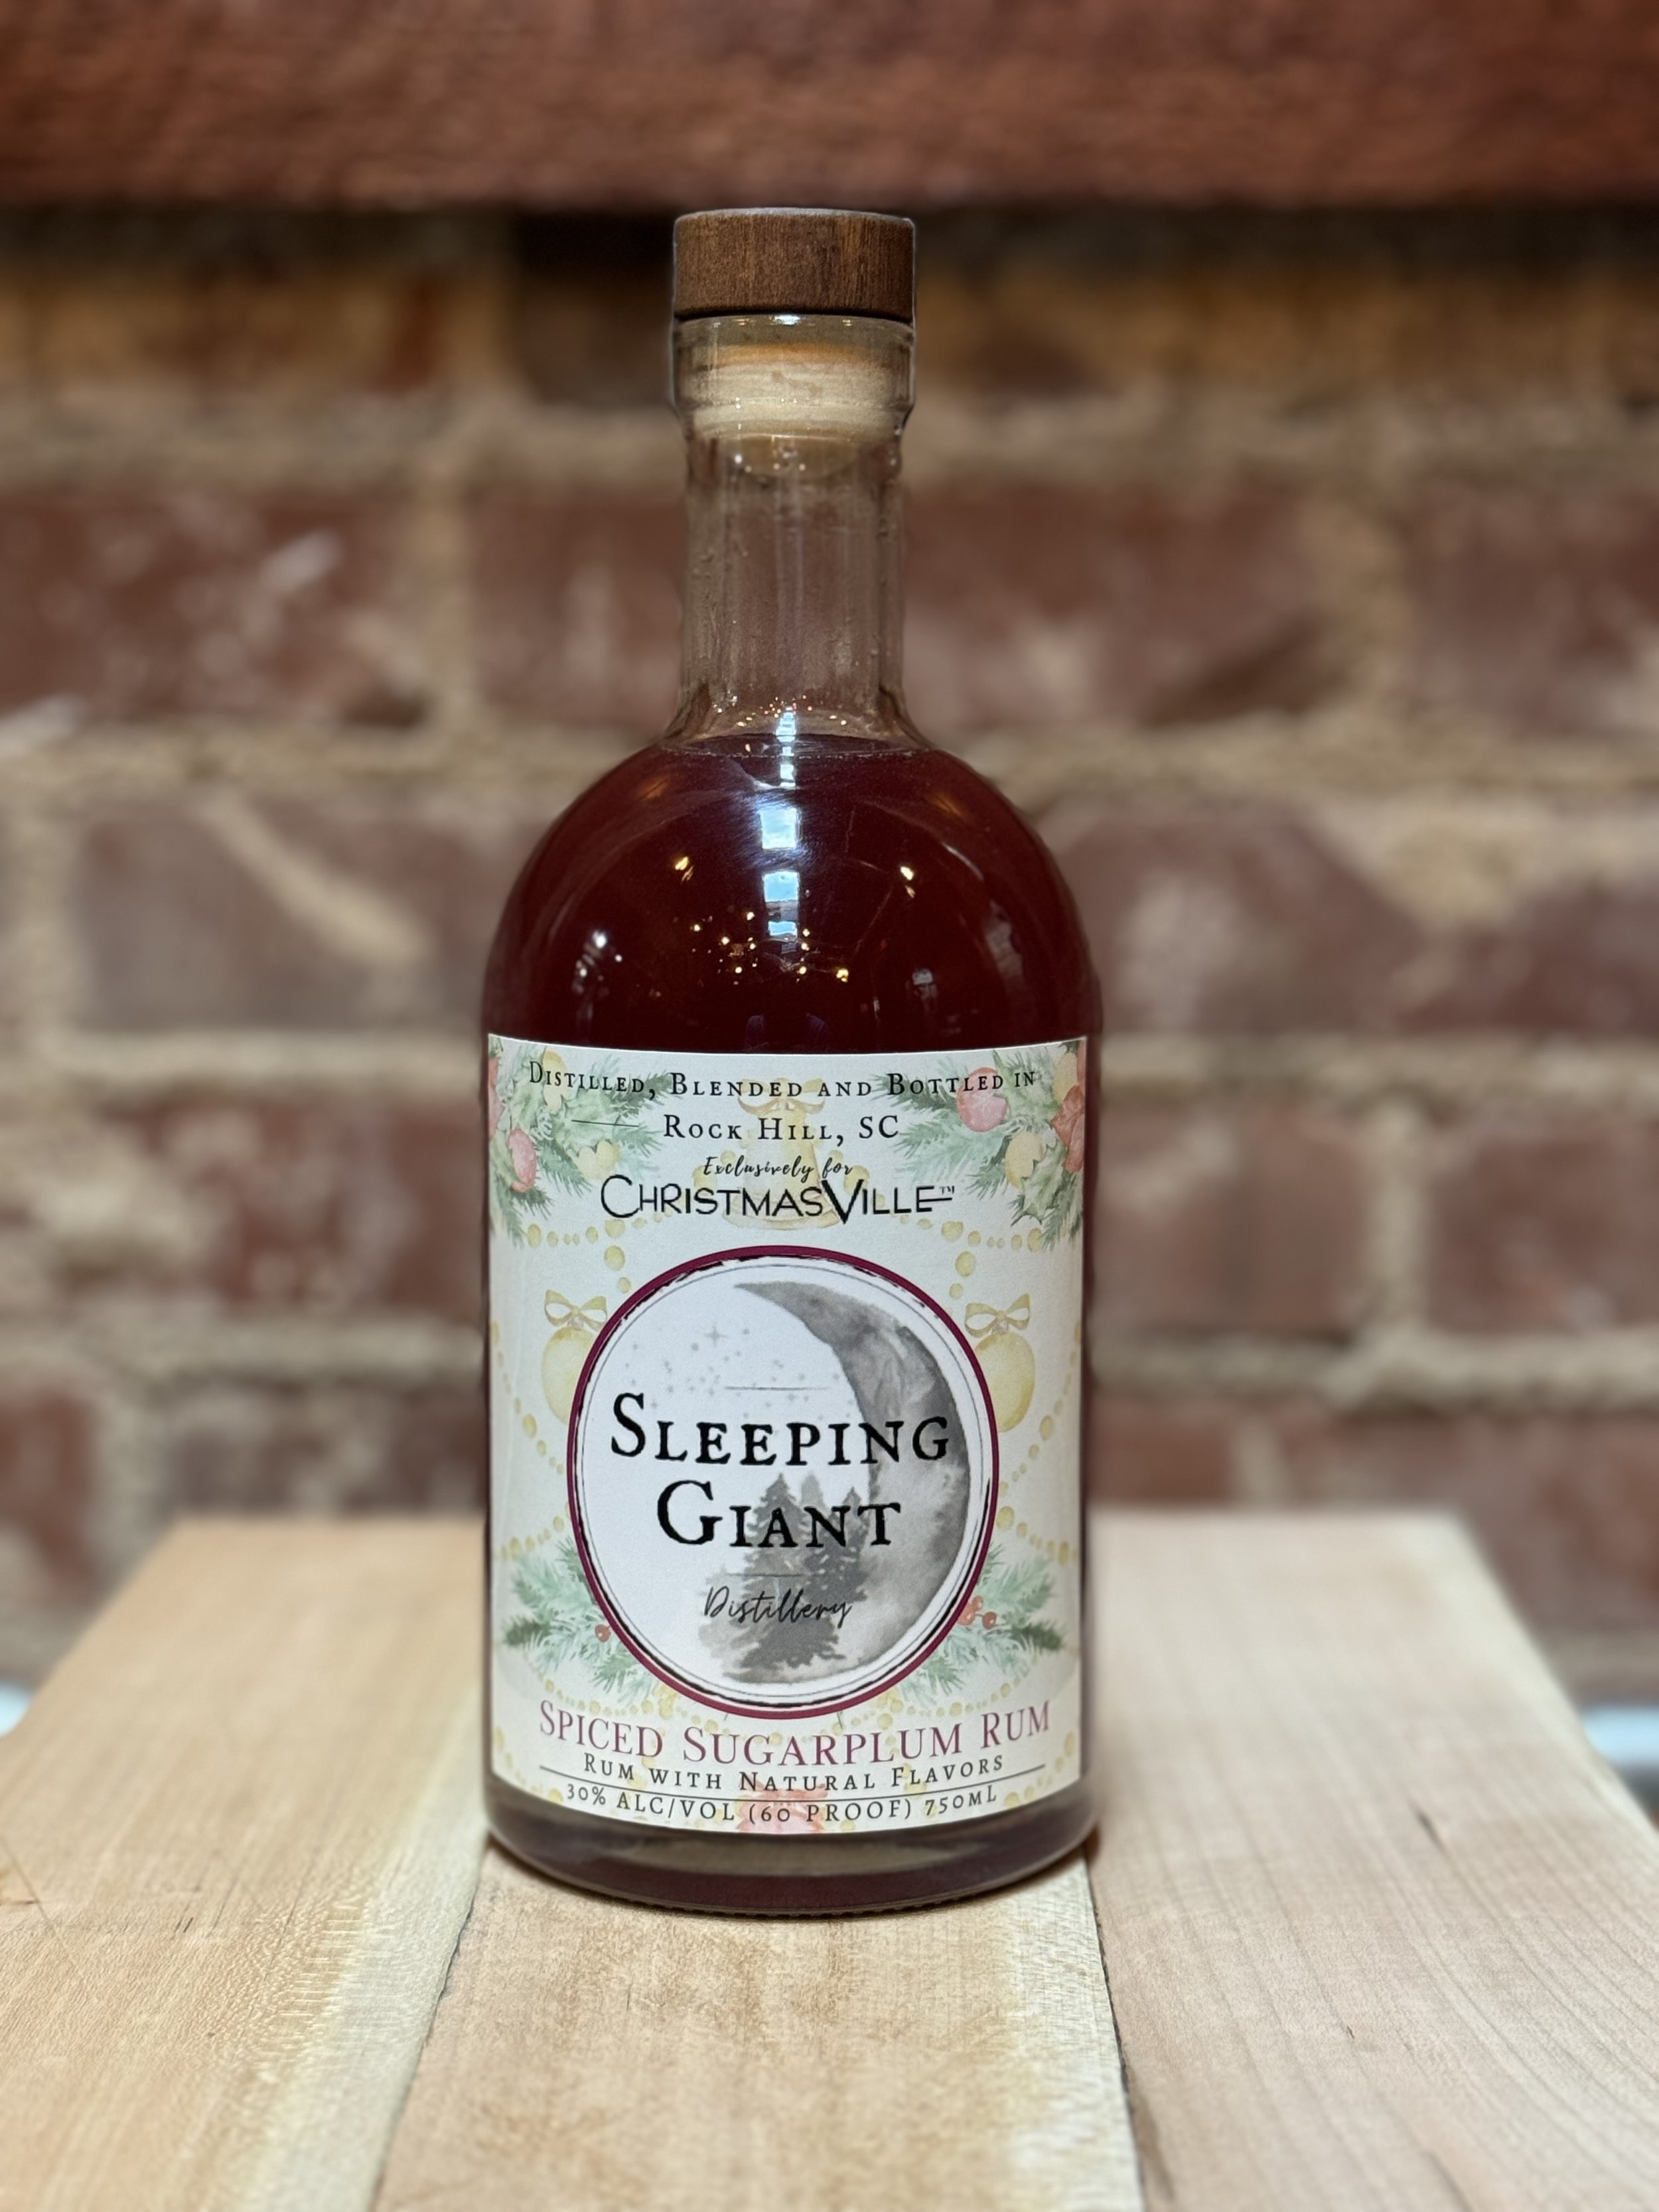 Distilled, Blended and Bottled in
Rock Hill, SC
Exclusively for
ChristmasVille™
Sleeping
Giant
Distillery
Spiced Sugarplum Rum
Rum with Natural Flavors
30% ALC/VOL (60 PROOF) 750mL